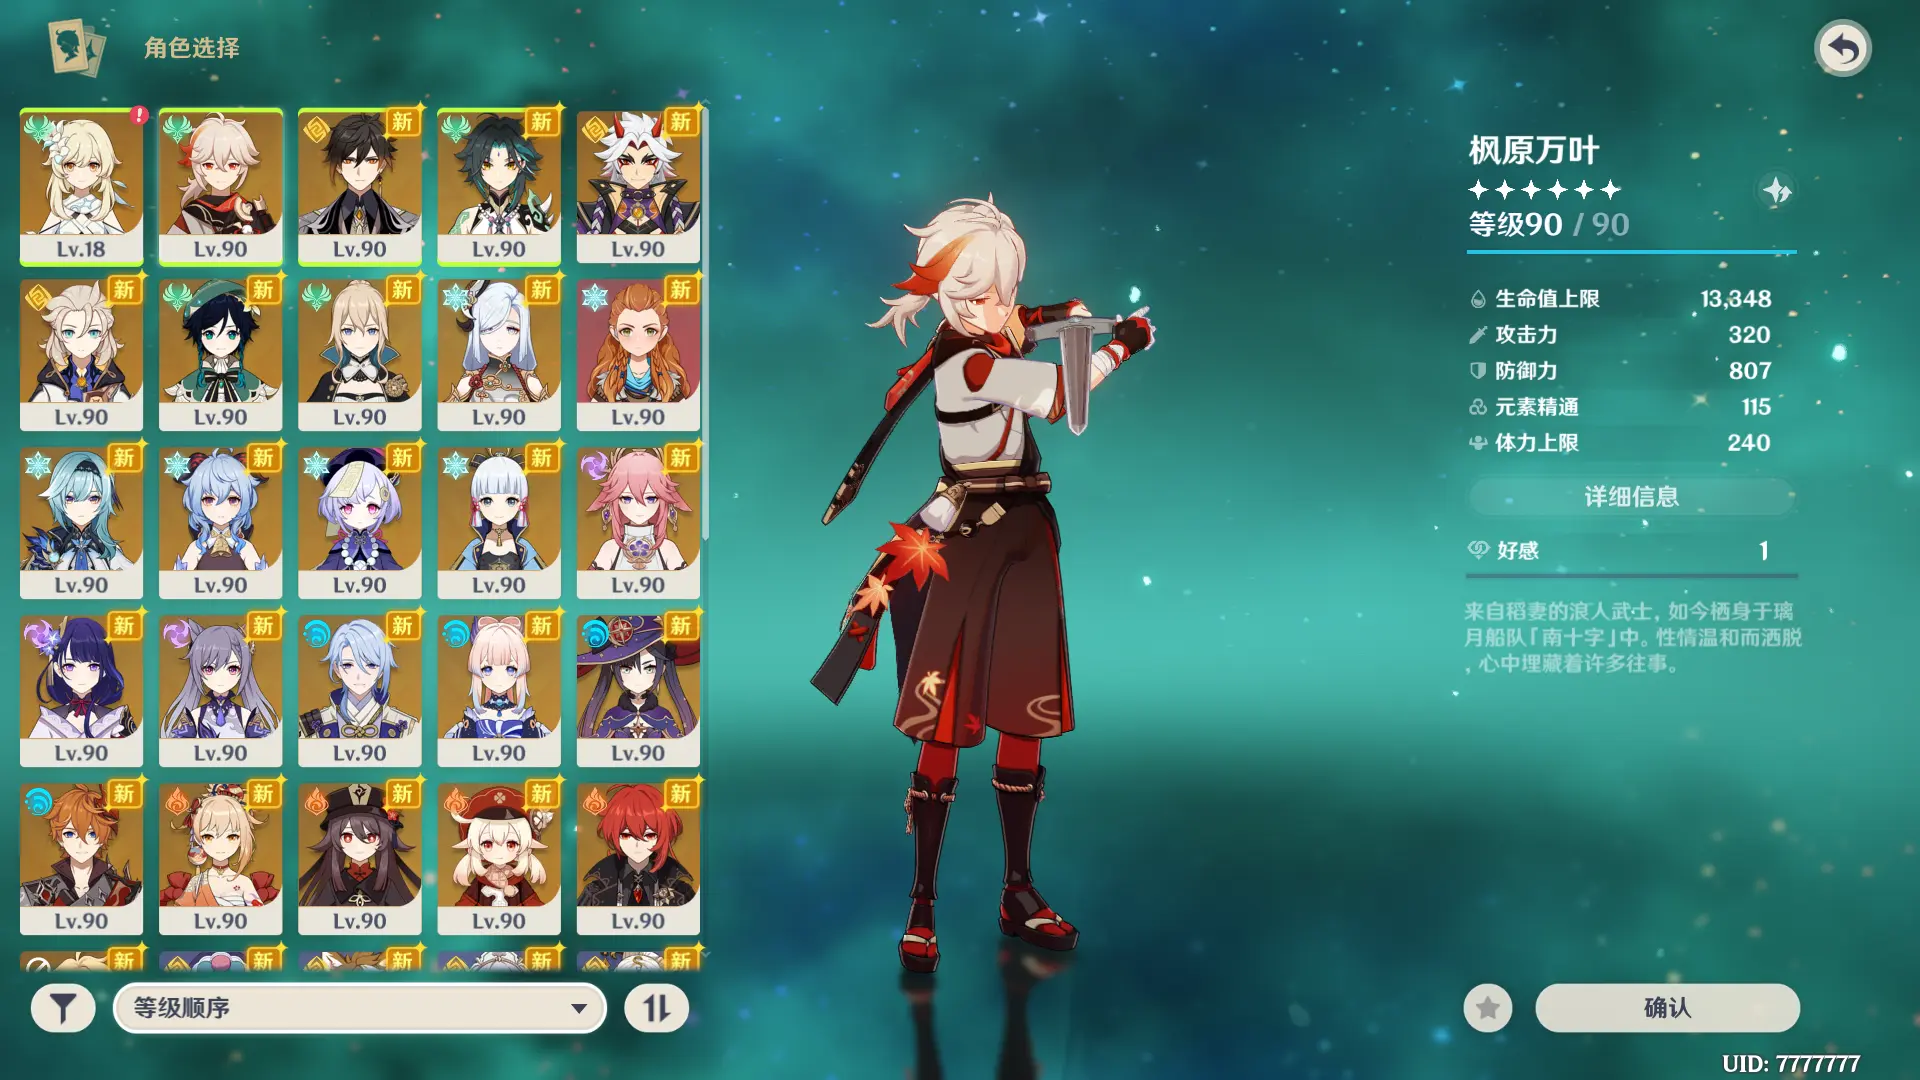 角色选择
Lv.18
Lv.90
新
Lv.90
新
Lv.90
新
Lv.90
新
Lv.90
新
Lv.90
新
Lv.90
新
Lv.90
新
Lv.90
新
Lv.90
新
Lv.90
新
Lv.90
新
Lv.90
新
Lv.90
新
Lv.90
新
Lv.90
新
Lv.90
新
Lv.90
新
Lv.90
新
Lv.90
新
Lv.90
新
Lv.90
新
Lv.90
新
Lv.90
新
新
新
新
新
等级顺序
枫原万叶
等级90 / 90
生命值上限 13,348
攻击力 320
防御力 807
元素精通 115
体力上限 240
详细信息
好感 1
来自稻妻的浪人武士, 如今栖身于璃
月船队「南十字」中。性情温和而洒脱
, 心中埋藏着许多往事。
确认
UID: 7777777